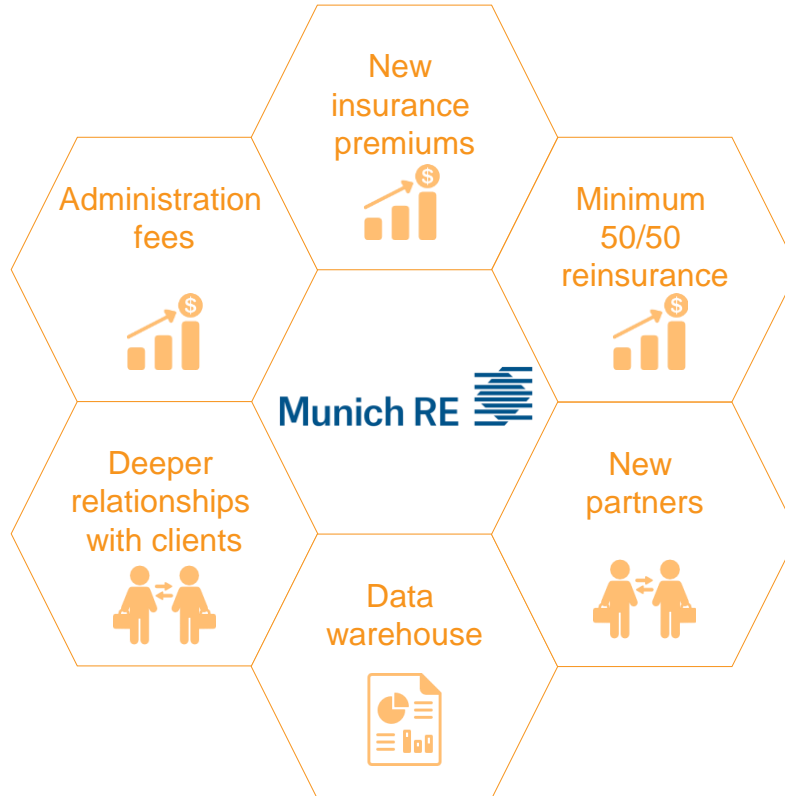 New
insurance
premiums
$
Administration
fees
$
Minimum
50/50
reinsurance
$
Munich RE
Deeper
relationships
with clients
New
partners
Data
warehouse